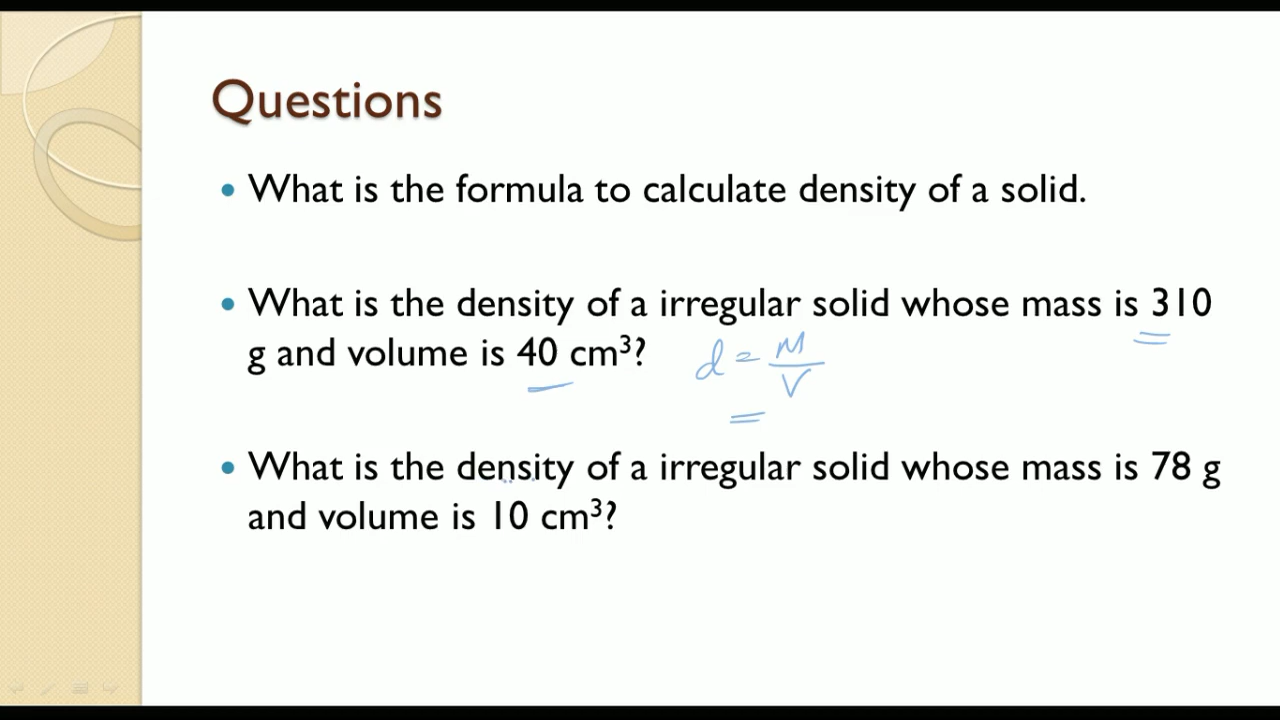 Questions
What is the formula to calculate density of a solid.
What is the density of a irregular solid whose mass is 310
g and volume is 40 cm³?
d = M/V
What is the density of a irregular solid whose mass is 78 g
and volume is 10 cm³?